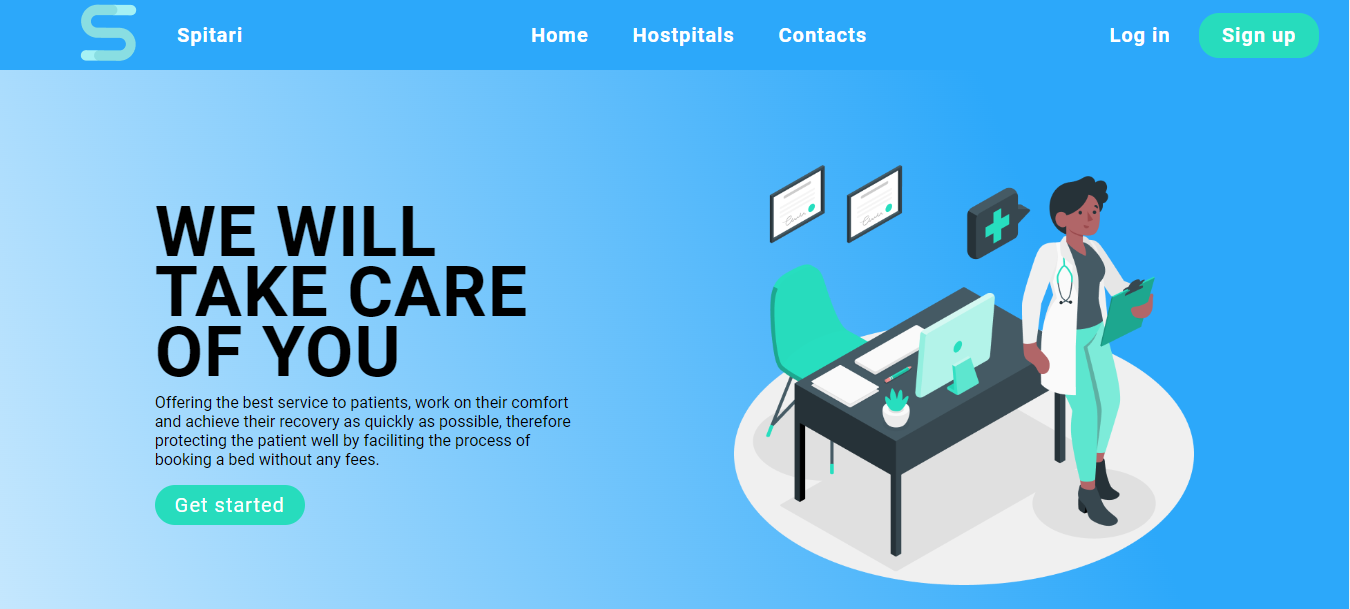 Spitari
Home
Hostpitals
Contacts
Log in
Sign up
WE WILL
TAKE CARE
OF YOU
Offering the best service to patients, work on their comfort
and achieve their recovery as quickly as possible, therefore
protecting the patient well by faciliting the process of
booking a bed without any fees.
Get started